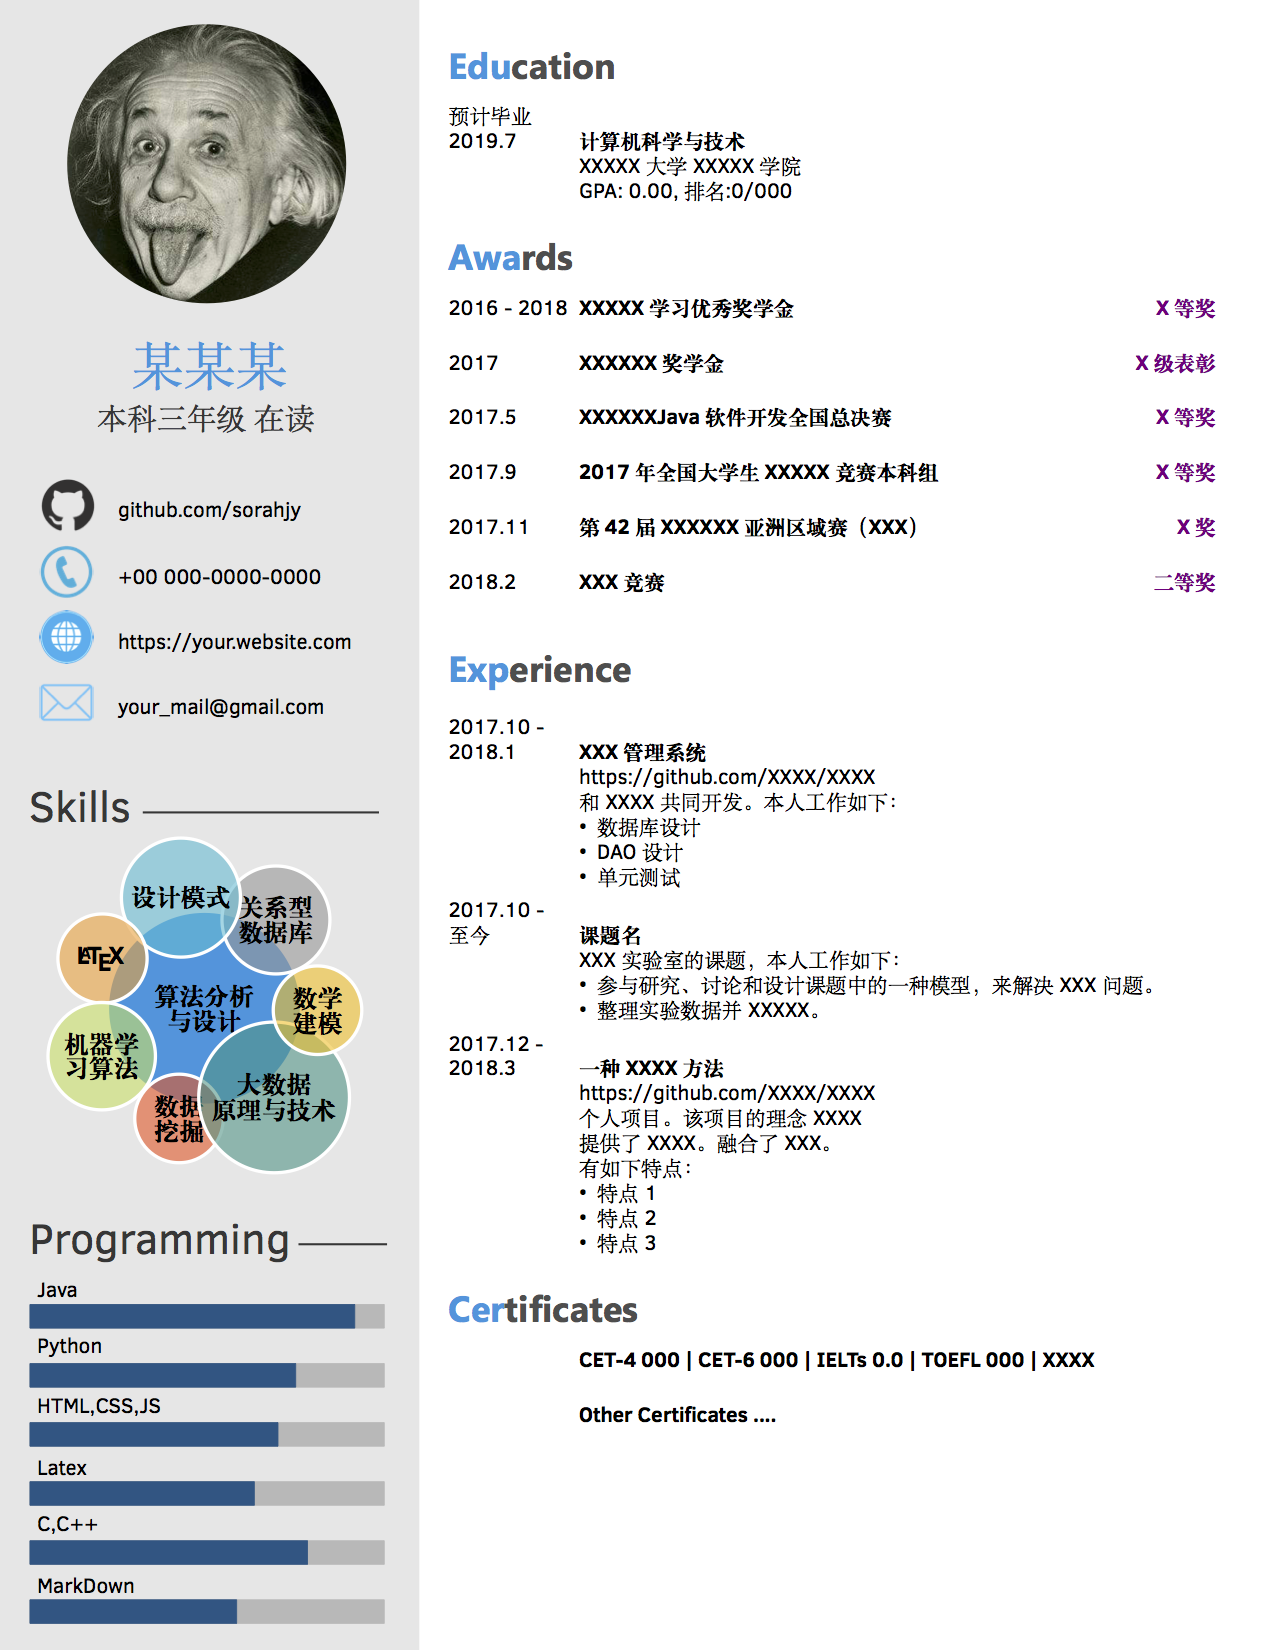 某某某
本科三年级 在读
github.com/sorahjy
+00 000-0000-0000
https://your.website.com
your_mail@gmail.com
Skills
设计模式
关系型
数据库
LATEX
算法分析
与设计
数学
建模
机器学
习算法
大数据
原理与技术
数据
挖掘
Programming
Java
Python
HTML,CSS,JS
Latex
C,C++
MarkDown
Education
预计毕业
2019.7 计算机科学与技术
XXXXX 大学 XXXXX 学院
GPA: 0.00, 排名:0/000
Awards
2016 - 2018 XXXXX 学习优秀奖学金 X 等奖
2017 XXXXXX 奖学金 X 级表彰
2017.5 XXXXXXJava 软件开发全国总决赛 X 等奖
2017.9 2017 年全国大学生 XXXXX 竞赛本科组 X 等奖
2017.11 第 42 届 XXXXXX 亚洲区域赛（XXX） X 奖
2018.2 XXX 竞赛 二等奖
Experience
2017.10 -
2018.1 XXX 管理系统
https://github.com/XXXX/XXXX
和 XXXX 共同开发。本人工作如下：
• 数据库设计
• DAO 设计
• 单元测试
2017.10 -
至今 课题名
XXX 实验室的课题，本人工作如下：
• 参与研究、讨论和设计课题中的一种模型，来解决 XXX 问题。
• 整理实验数据并 XXXXX。
2017.12 -
2018.3 一种 XXXX 方法
https://github.com/XXXX/XXXX
个人项目。该项目的理念 XXXX
提供了 XXXX。融合了 XXX。
有如下特点：
• 特点 1
• 特点 2
• 特点 3
Certificates
CET-4 000 | CET-6 000 | IELTs 0.0 | TOEFL 000 | XXXX
Other Certificates ....